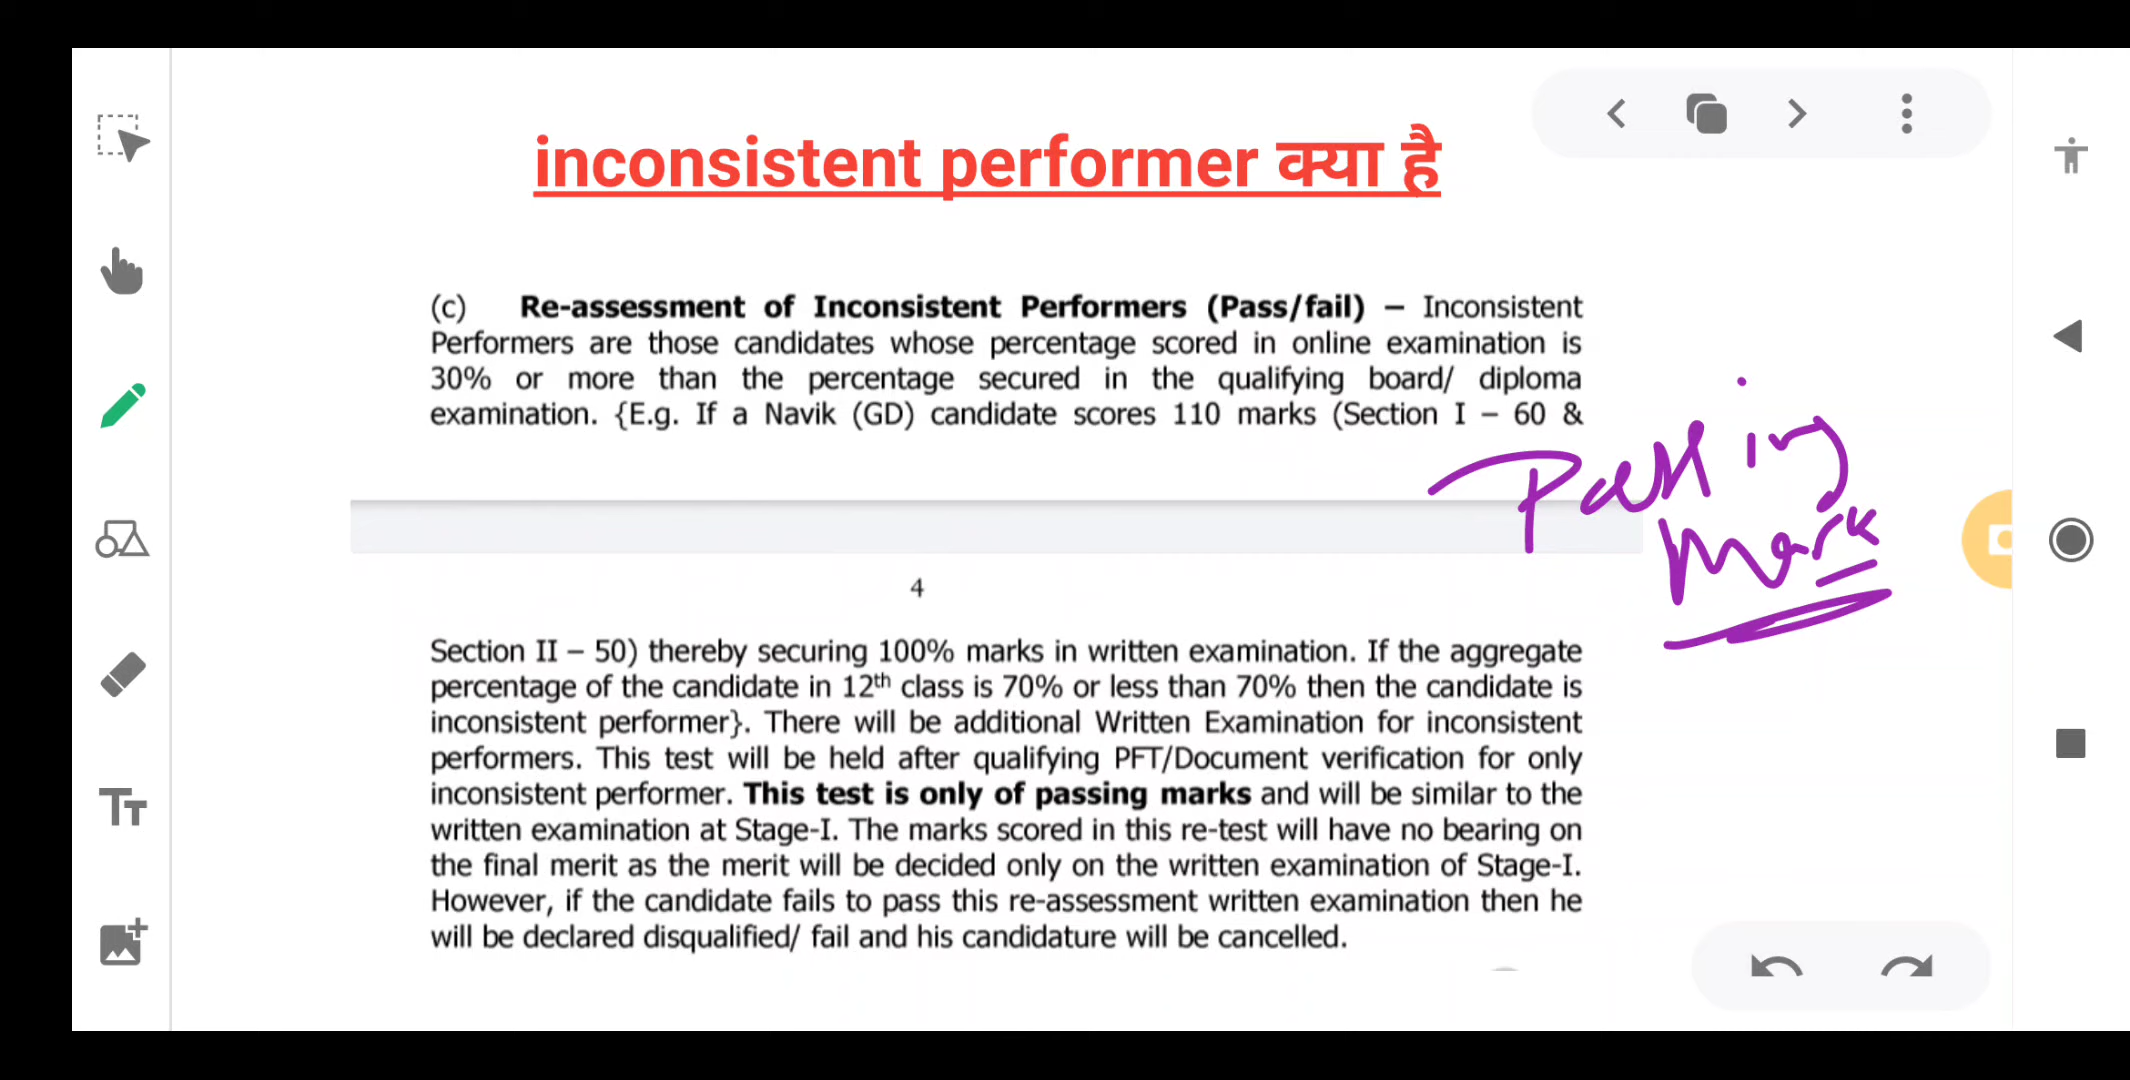 inconsistent performer क्या है
(c) Re-assessment of Inconsistent Performers (Pass/fail) – Inconsistent
Performers are those candidates whose percentage scored in online examination is
30% or more than the percentage secured in the qualifying board/ diploma
examination. {E.g. If a Navik (GD) candidate scores 110 marks (Section I – 60 &
Passing
Mark
4
Section II – 50) thereby securing 100% marks in written examination. If the aggregate
percentage of the candidate in 12th class is 70% or less than 70% then the candidate is
inconsistent performer}. There will be additional Written Examination for inconsistent
performers. This test will be held after qualifying PFT/Document verification for only
inconsistent performer. This test is only of passing marks and will be similar to the
written examination at Stage-I. The marks scored in this re-test will have no bearing on
the final merit as the merit will be decided only on the written examination of Stage-I.
However, if the candidate fails to pass this re-assessment written examination then he
will be declared disqualified/ fail and his candidature will be cancelled.
Tт